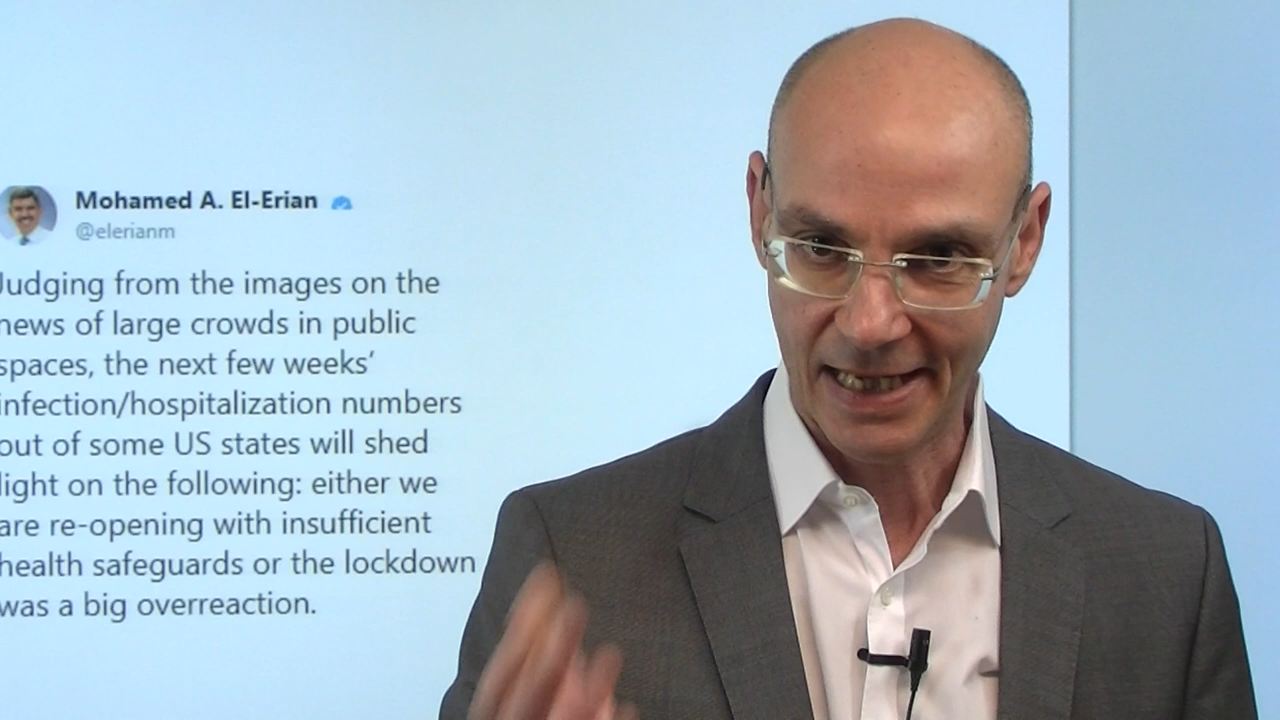 Mohamed A. El-Erian
@elerianm
Judging from the images on the
news of large crowds in public
spaces, the next few weeks’
infection/hospitalization numbers
out of some US states will shed
light on the following: either we
are re-opening with insufficient
health safeguards or the lockdown
was a big overreaction.